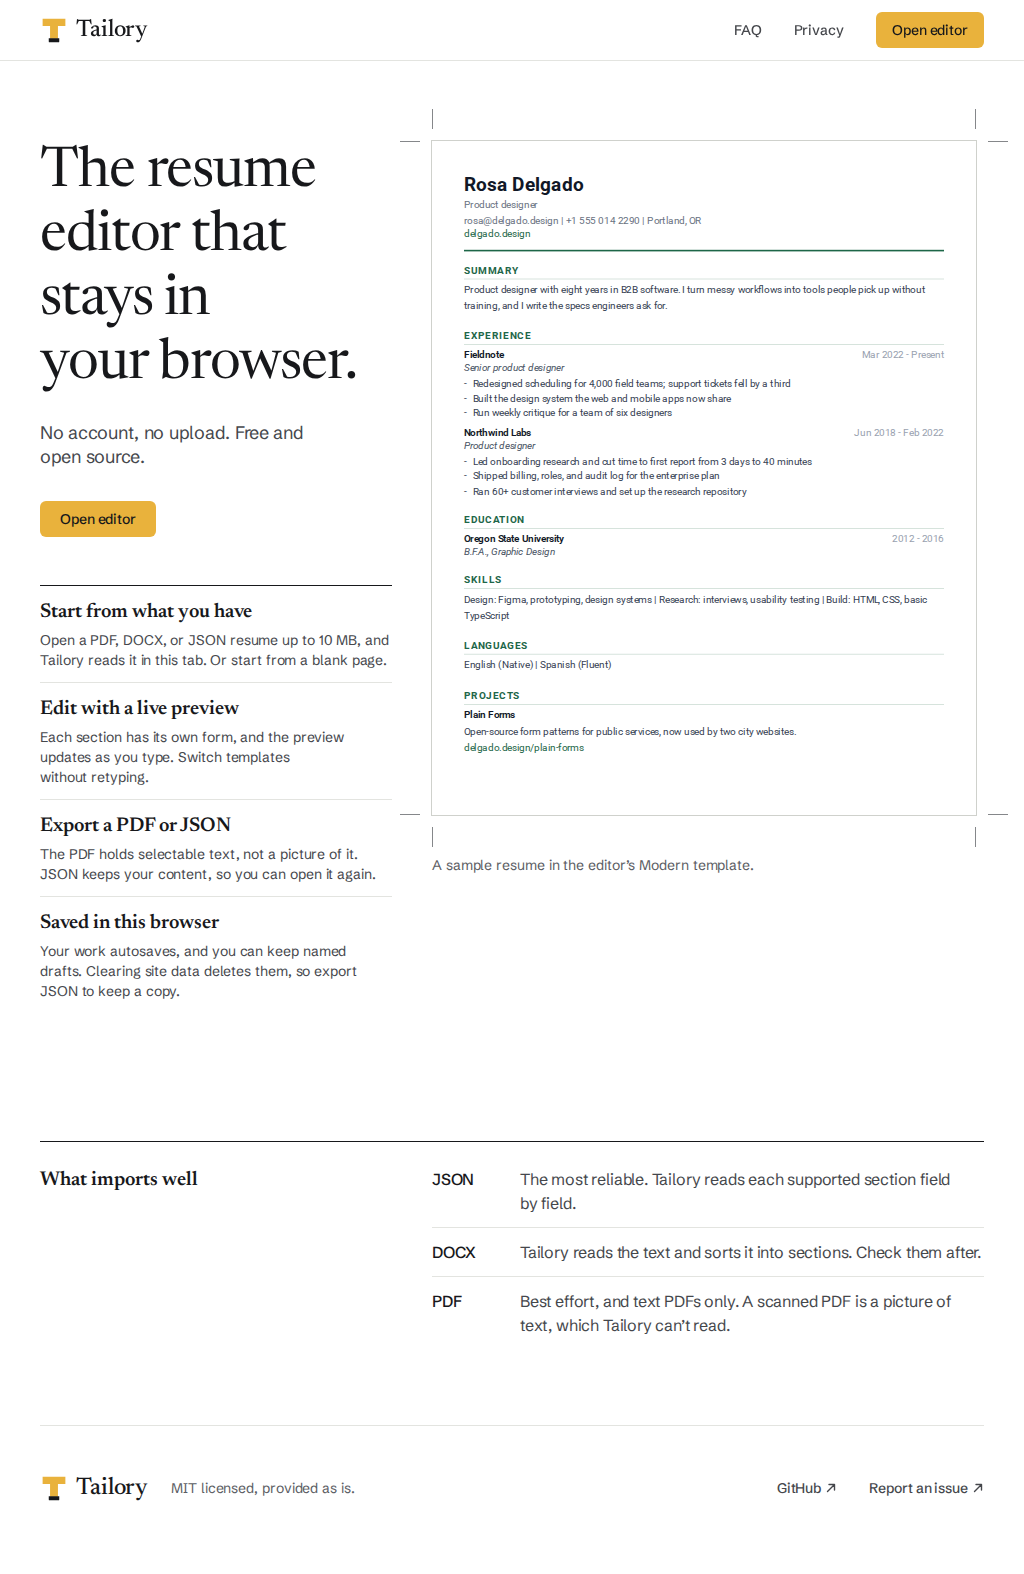 Tailory
FAQ
Privacy
Open editor
The resume
editor that
stays in
your browser.
No account, no upload. Free and
open source.
Open editor
Start from what you have
Open a PDF, DOCX, or JSON resume up to 10 MB, and
Tailory reads it in this tab. Or start from a blank page.
Edit with a live preview
Each section has its own form, and the preview
updates as you type. Switch templates
without retyping.
Export a PDF or JSON
The PDF holds selectable text, not a picture of it.
JSON keeps your content, so you can open it again.
Saved in this browser
Your work autosaves, and you can keep named
drafts. Clearing site data deletes them, so export
JSON to keep a copy.
Rosa Delgado
Product designer
rosa@delgado.design | +1 555 014 2290 | Portland, OR
delgado.design
SUMMARY
Product designer with eight years in B2B software. I turn messy workflows into tools people pick up without
training, and I write the specs engineers ask for.
EXPERIENCE
Fieldnote Mar 2022 - Present
Senior product designer
- Redesigned scheduling for 4,000 field teams; support tickets fell by a third
- Built the design system the web and mobile apps now share
- Run weekly critique for a team of six designers
Northwind Labs Jun 2018 - Feb 2022
Product designer
- Led onboarding research and cut time to first report from 3 days to 40 minutes
- Shipped billing, roles, and audit log for the enterprise plan
- Ran 60+ customer interviews and set up the research repository
EDUCATION
Oregon State University 2012 - 2016
B.F.A., Graphic Design
SKILLS
Design: Figma, prototyping, design systems | Research: interviews, usability testing | Build: HTML, CSS, basic
TypeScript
LANGUAGES
English (Native) | Spanish (Fluent)
PROJECTS
Plain Forms
Open-source form patterns for public services, now used by two city websites.
delgado.design/plain-forms
A sample resume in the editor’s Modern template.
What imports well
JSON The most reliable. Tailory reads each supported section field
by field.
DOCX Tailory reads the text and sorts it into sections. Check them after.
PDF Best effort, and text PDFs only. A scanned PDF is a picture of
text, which Tailory can’t read.
Tailory
MIT licensed, provided as is.
GitHub ↗
Report an issue ↗